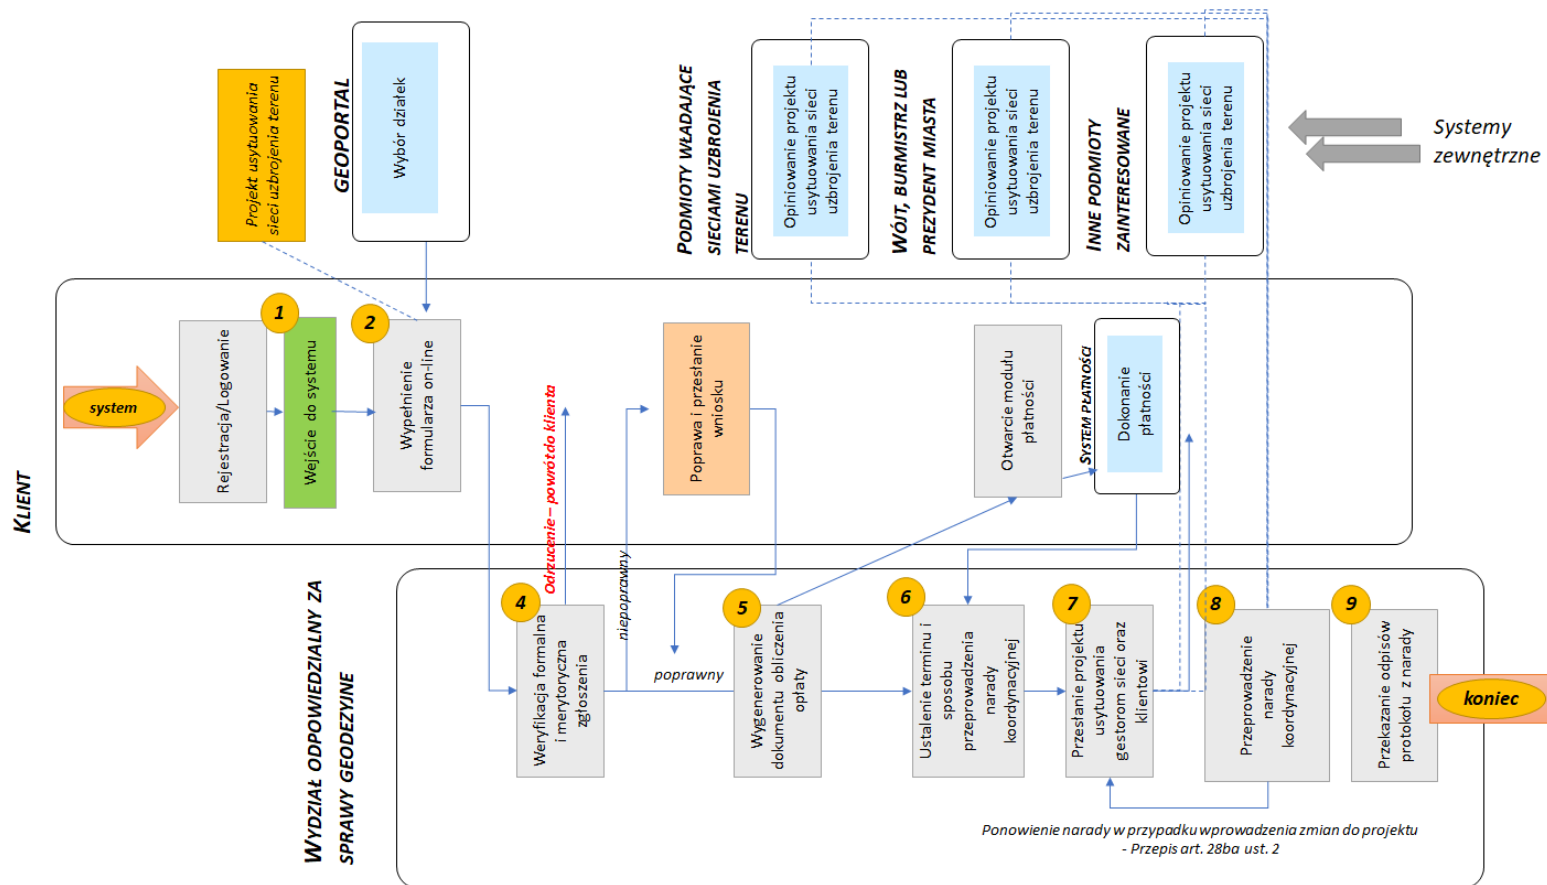 Projekt usytuowania
sieci uzbrojenia terenu
GEOPORTAL
Wybór działek
PODMIOTY WŁADAJĄCE
SIECIAMI UZBROJENIA
TERENU
Opiniowanie projektu
usytuowania sieci
uzbrojenia terenu
WÓJT, BURMISTRZ LUB
PREZYDENT MIASTA
Opiniowanie projektu
usytuowania sieci
uzbrojenia terenu
INNE PODMIOTY
ZAINTERESOWANE
Opiniowanie projektu
usytuowania sieci
uzbrojenia terenu
Systemy
zewnętrzne
KLIENT
system
Rejestracja/Logowanie
1
Wejście do systemu
2
Wypełnienie
formularza on-line
Odrzucenie – powrót do klienta
niepoprawny
Poprawa i przesłanie
wniosku
poprawny
Otwarcie modułu
płatności
SYSTEM PŁATNOŚCI
Dokonanie
płatności
WYDZIAŁ ODPOWIEDZIALNY ZA
SPRAWY GEODEZYJNE
4
Weryfikacja formalna
i merytoryczna
zgłoszenia
5
Wygenerowanie
dokumentu obliczenia
opłaty
6
Ustalenie terminu i
sposobu
przeprowadzenia
narady
koordynacyjnej
7
Przesłanie projektu
usytuowania
gestorom sieci oraz
klientowi
8
Przeprowadzenie
narady
koordynacyjnej
9
Przekazanie odpisów
protokołu z narady
koniec
Ponowienie narady w przypadku wprowadzenia zmian do projektu
- Przepis art. 28ba ust. 2